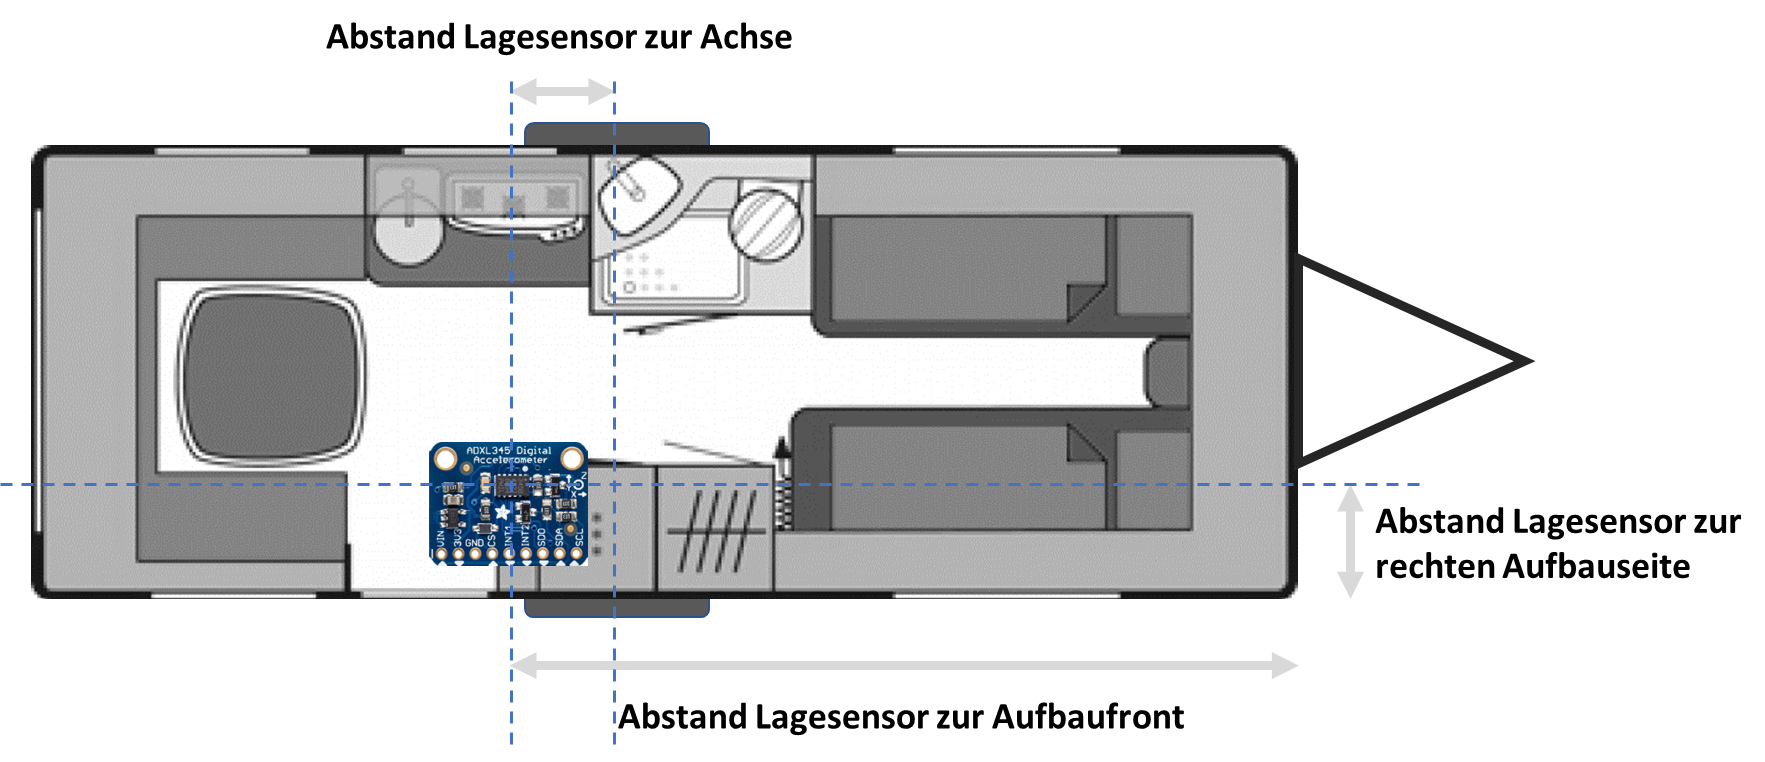 Abstand Lagesensor zur Achse
ADXL345 Digital
Accelerometer
Z
Y
X
VIN
3V3
GND
CS
INT1
INT2
SDO
SDA
SCL
Abstand Lagesensor zur
rechten Aufbauseite
Abstand Lagesensor zur Aufbaufront